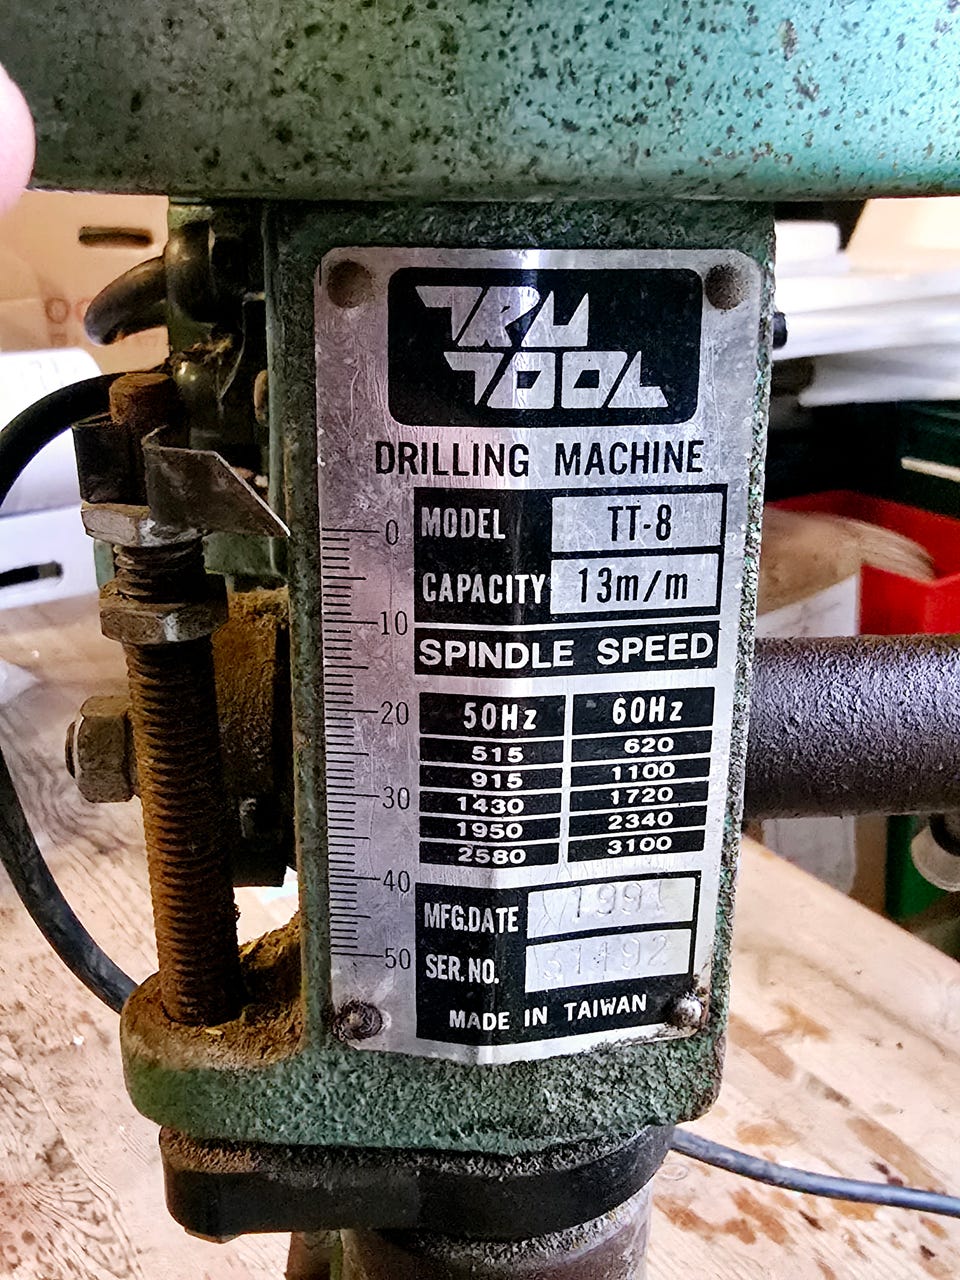 TRU
TOOL
DRILLING MACHINE
MODEL TT-8
CAPACITY 13m/m
SPINDLE SPEED
50Hz 60Hz
515 620
915 1100
1430 1720
1950 2340
2580 3100
MFG.DATE 1991
SER. NO.
MADE IN TAIWAN
0
10
20
30
40
50